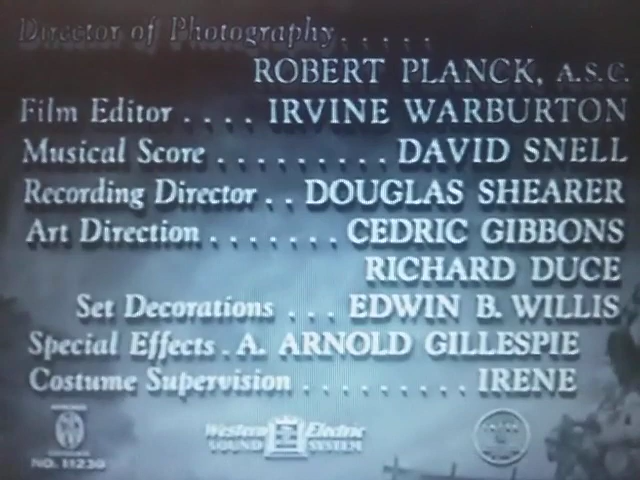 Director of Photography . . . . .
ROBERT PLANCK, A.S.C.
Film Editor . . . . IRVINE WARBURTON
Musical Score . . . . . . . . . DAVID SNELL
Recording Director . . DOUGLAS SHEARER
Art Direction . . . . . . . CEDRIC GIBBONS
RICHARD DUCE
Set Decorations . . . EDWIN B. WILLIS
Special Effects . A. ARNOLD GILLESPIE
Costume Supervision . . . . . . . . . IRENE
Western Electric
SOUND SYSTEM
NO. 11230